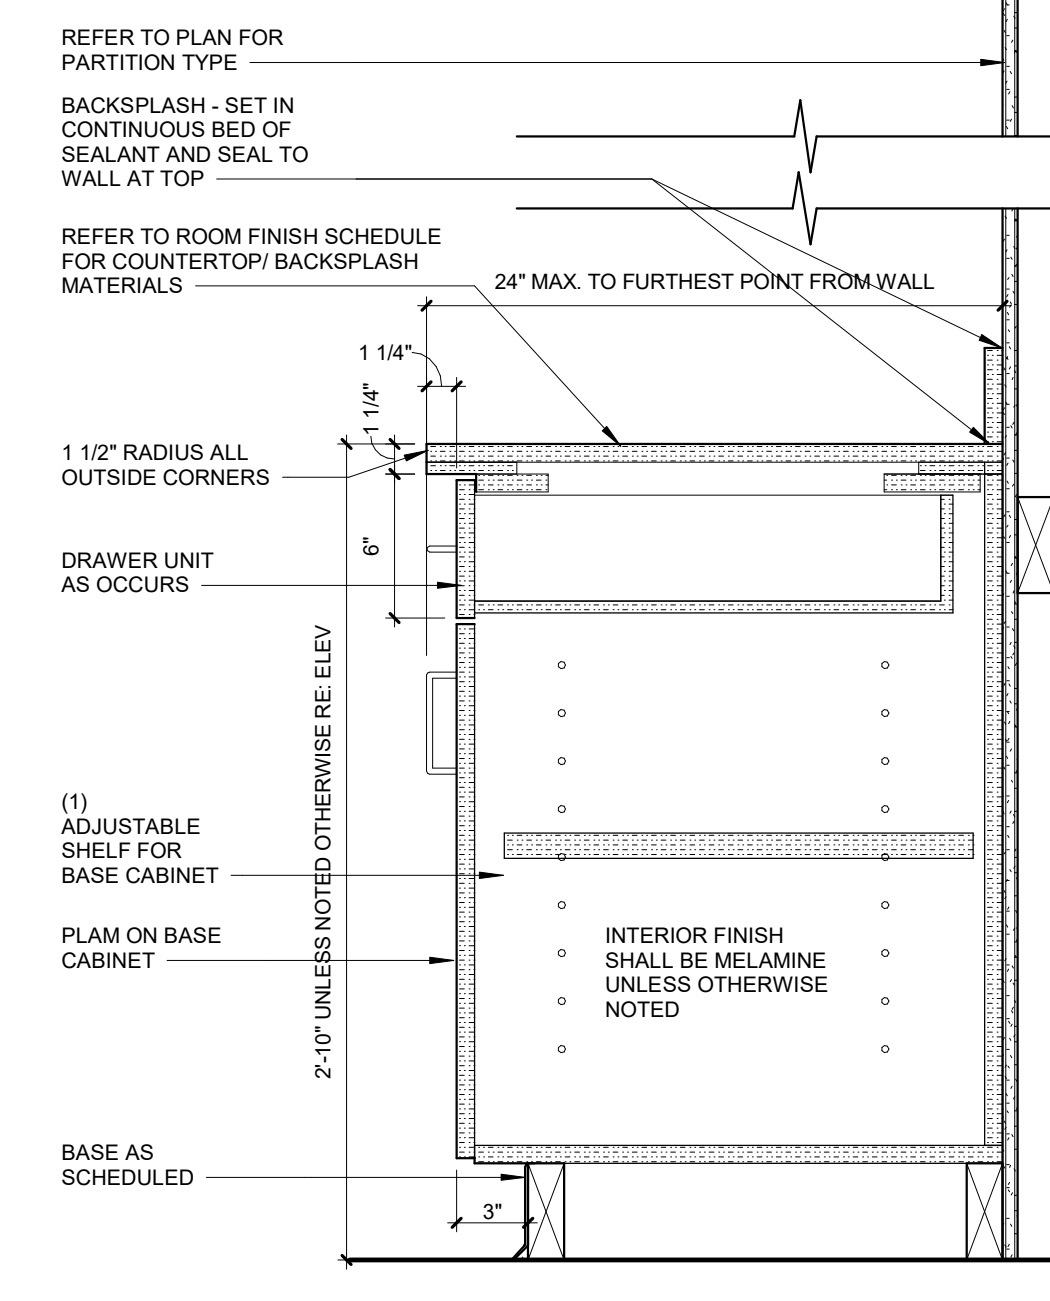 REFER TO PLAN FOR
PARTITION TYPE
BACKSPLASH - SET IN
CONTINUOUS BED OF
SEALANT AND SEAL TO
WALL AT TOP
REFER TO ROOM FINISH SCHEDULE
FOR COUNTERTOP/ BACKSPLASH
MATERIALS
24" MAX. TO FURTHEST POINT FROM WALL
1 1/4"
1 1/4"
1 1/2" RADIUS ALL
OUTSIDE CORNERS
6"
DRAWER UNIT
AS OCCURS
2'-10" UNLESS NOTED OTHERWISE RE: ELEV
(1)
ADJUSTABLE
SHELF FOR
BASE CABINET
PLAM ON BASE
CABINET
INTERIOR FINISH
SHALL BE MELAMINE
UNLESS OTHERWISE
NOTED
BASE AS
SCHEDULED
3"